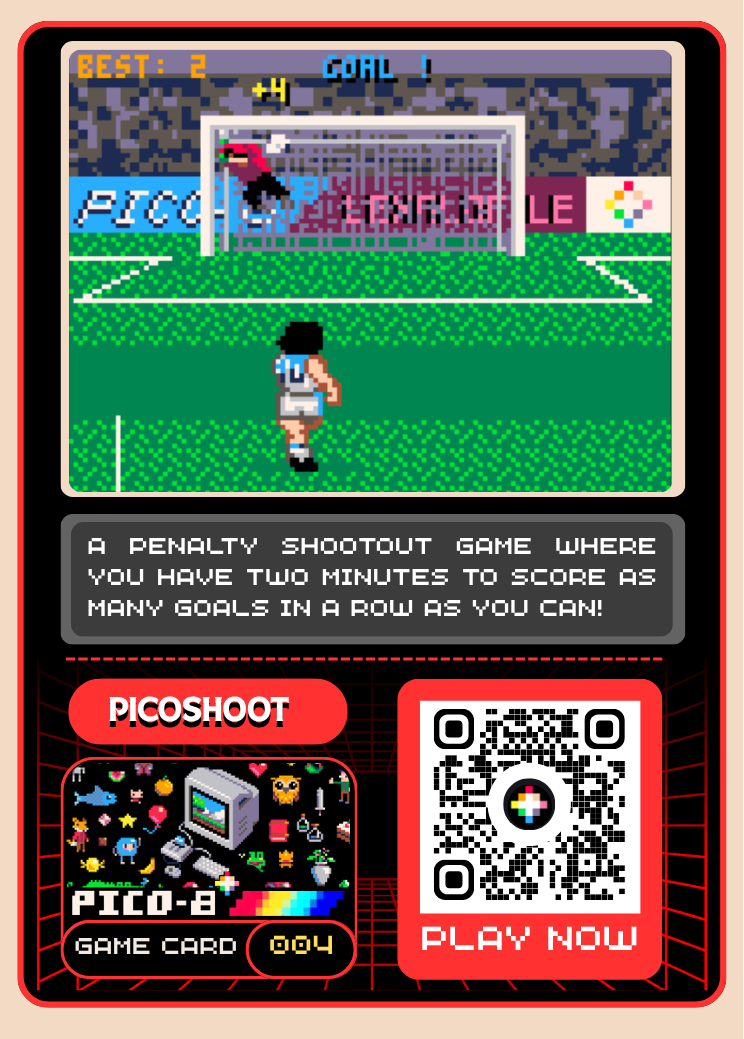 BEST: 2 GOAL !
+4
PICO-8
A PENALTY SHOOTOUT GAME WHERE
YOU HAVE TWO MINUTES TO SCORE AS
MANY GOALS IN A ROW AS YOU CAN!
PICOSHOOT
PICO-8
GAME CARD 004
PLAY NOW